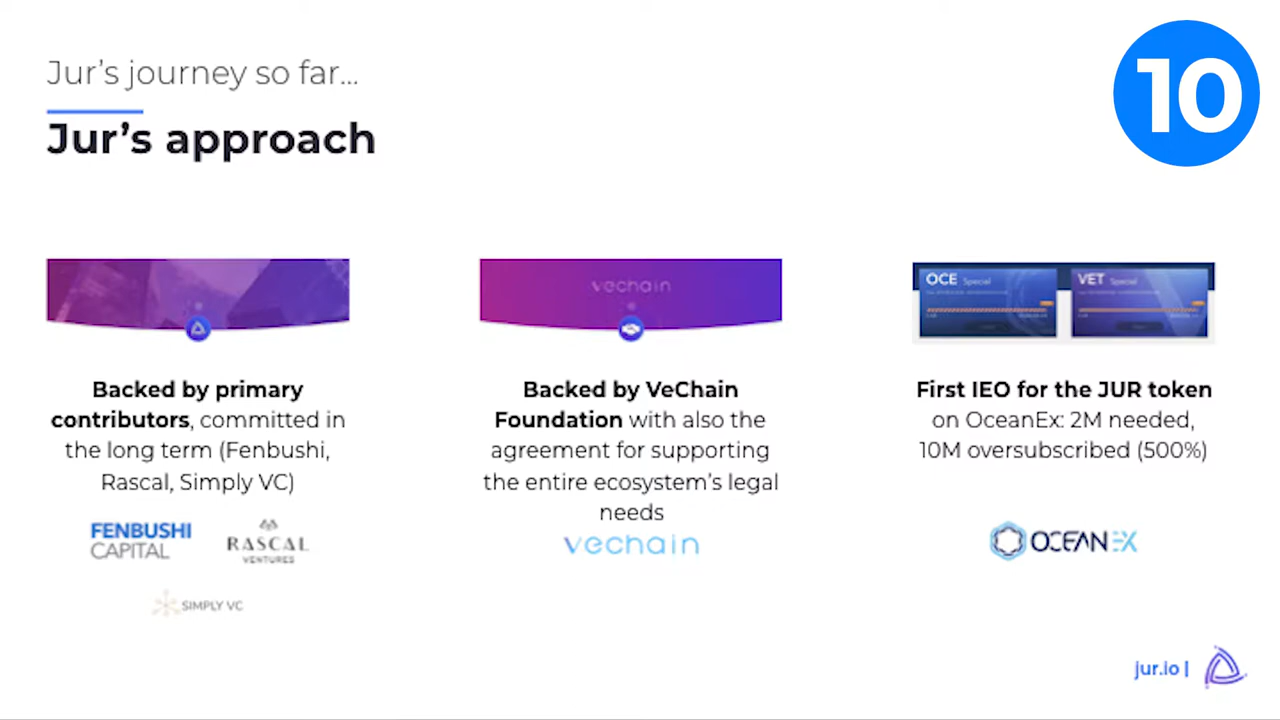 Jur's journey so far...
10
Jur's approach
vechain
OCE Special
VET Special
Backed by primary
contributors, committed in
the long term (Fenbushi,
Rascal, Simply VC)
FENBUSHI
CAPITAL
RASCAL
VENTURES
SIMPLY VC
Backed by VeChain
Foundation with also the
agreement for supporting
the entire ecosystem's legal
needs
vechain
First IEO for the JUR token
on OceanEx: 2M needed,
10M oversubscribed (500%)
OCEANEX
jur.io |